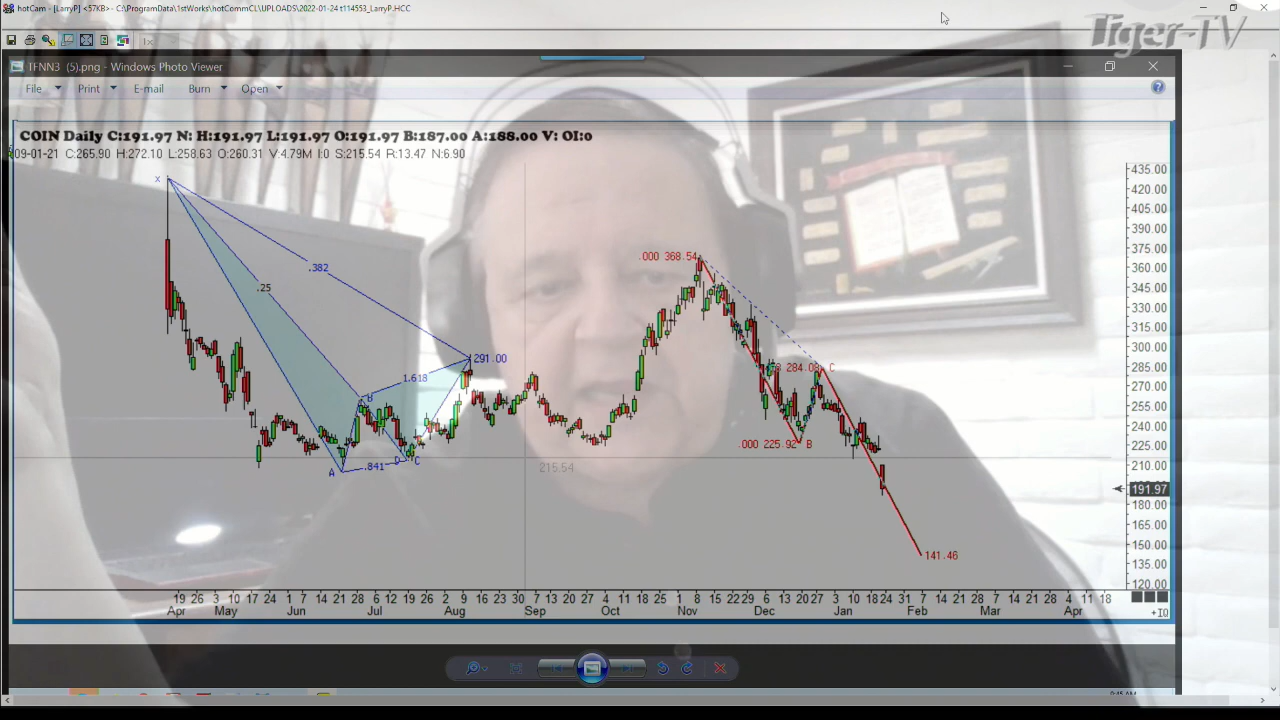 hotCam - [LarryP] <57KB> - C:\ProgramData\1stWorks\hotCommCL\UPLOADS\2022-01-24 t114553_LarryP.HCC
Tiger-TV
TFNN3 (5).png - Windows Photo Viewer
File Print E-mail Burn Open
COIN Daily C:191.97 N: H:191.97 L:191.97 O:191.97 B:187.00 A:188.00 V: OI:0
09-01-21 C:265.90 H:272.10 L:258.63 O:260.31 V:4.79M I:0 S:215.54 R:13.47 N:6.90
435.00
420.00
405.00
390.00
375.00
360.00
345.00
330.00
315.00
300.00
285.00
270.00
255.00
240.00
225.00
210.00
191.97
180.00
165.00
150.00
135.00
120.00
X
.382
.25
1.618
291.00
B
.841
A
D
C
.000 368.54
284.08
C
.000 225.92
B
215.54
141.46
19 26 3 10 17 24 1 7 14 21 28 6 12 19 26 2 9 16 23 30 7 13 20 27 4 11 18 25 1 8 15 22 29 6 13 20 27 3 10 18 24 31 7 14 21 28 7 14 21 28 4 11 18
Apr May Jun Jul Aug Sep Oct Nov Dec Jan Feb Mar Apr